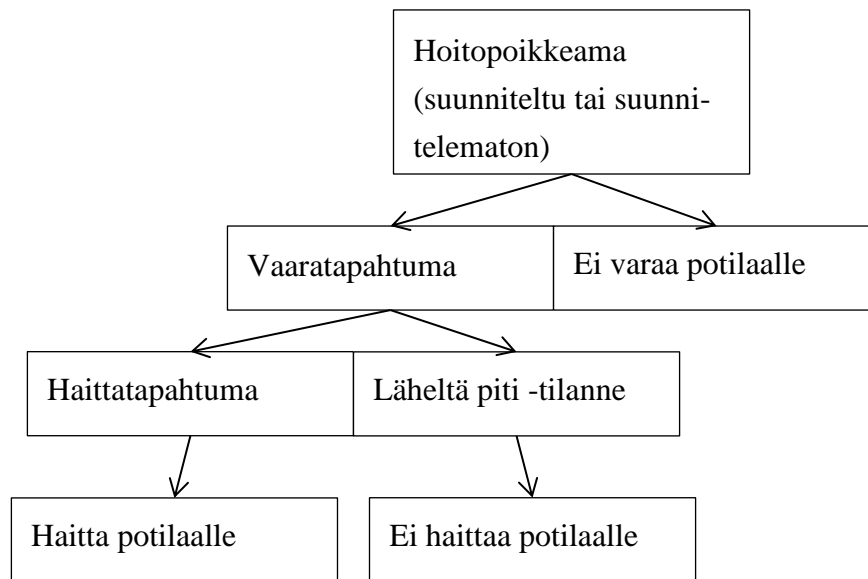 Hoitopoikkeama
(suunniteltu tai suunni-
telematon)
Vaaratapahtuma
Ei varaa potilaalle
Haittatapahtuma
Läheltä piti -tilanne
Haitta potilaalle
Ei haittaa potilaalle